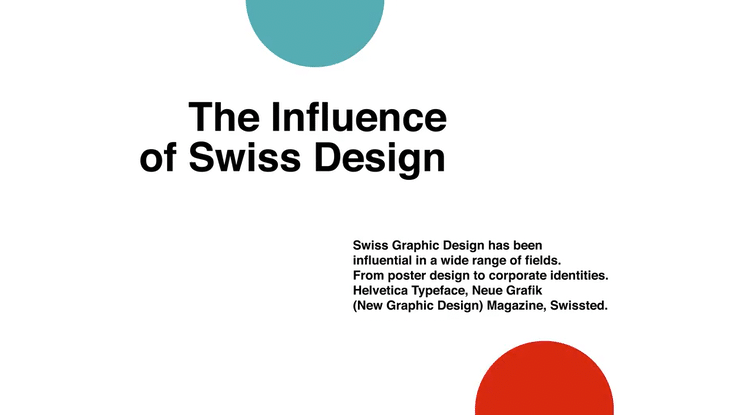 The Influence
of Swiss Design
Swiss Graphic Design has been
influential in a wide range of fields.
From poster design to corporate identities.
Helvetica Typeface, Neue Grafik
(New Graphic Design) Magazine, Swissted.